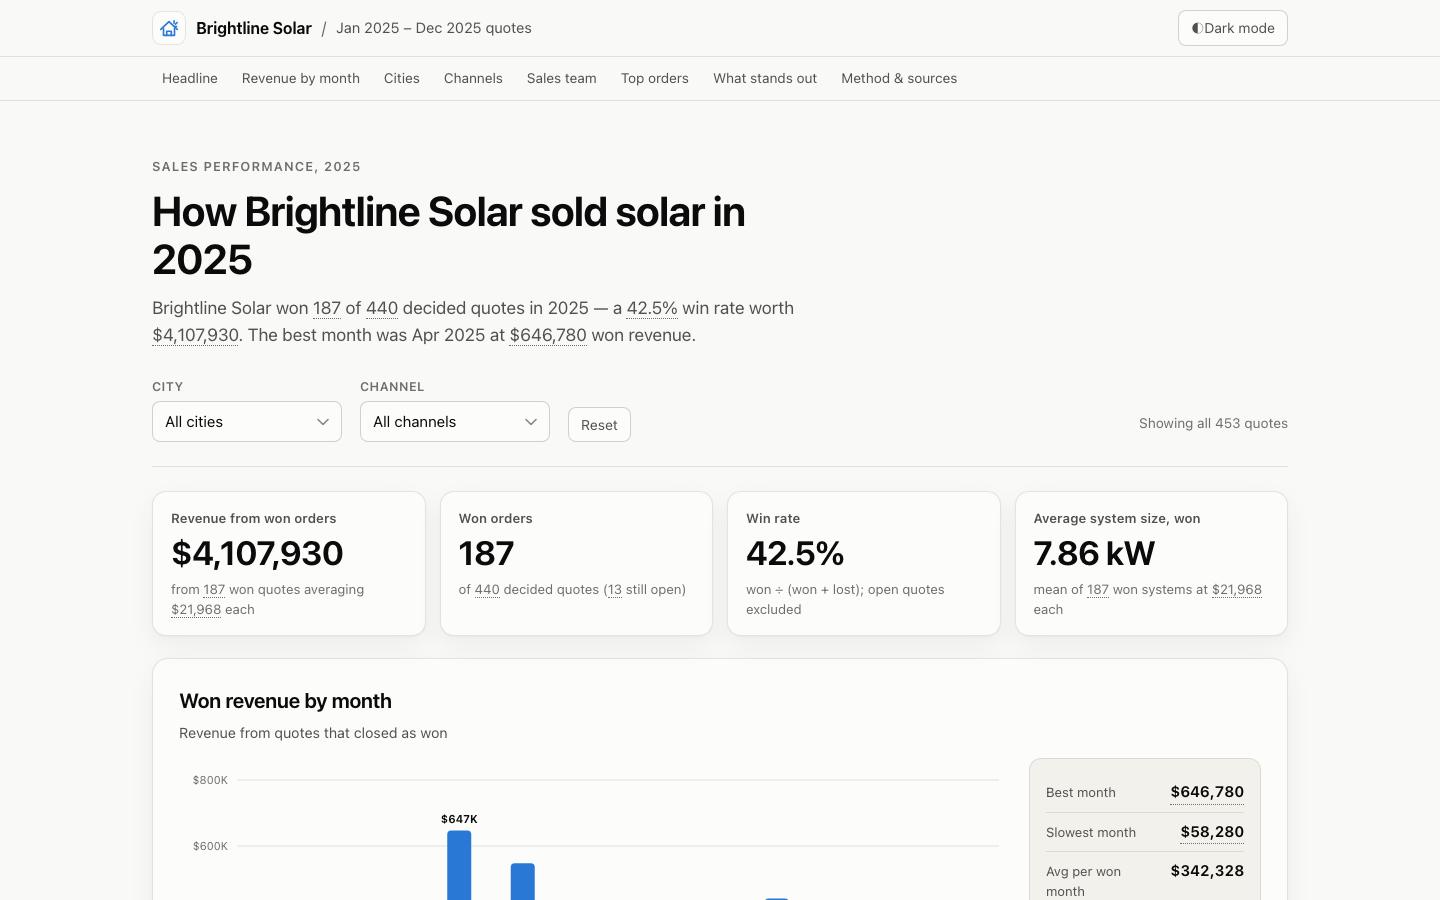 Brightline Solar / Jan 2025 – Dec 2025 quotes
Dark mode
Headline Revenue by month Cities Channels Sales team Top orders What stands out Method & sources
SALES PERFORMANCE, 2025
How Brightline Solar sold solar in
2025
Brightline Solar won 187 of 440 decided quotes in 2025 — a 42.5% win rate worth
$4,107,930. The best month was Apr 2025 at $646,780 won revenue.
CITY
All cities
CHANNEL
All channels
Reset
Showing all 453 quotes
Revenue from won orders
$4,107,930
from 187 won quotes averaging
$21,968 each
Won orders
187
of 440 decided quotes (13 still open)
Win rate
42.5%
won ÷ (won + lost); open quotes
excluded
Average system size, won
7.86 kW
mean of 187 won systems at $21,968
each
Won revenue by month
Revenue from quotes that closed as won
$800K
$647K
$600K
Best month $646,780
Slowest month $58,280
Avg per won $342,328
month